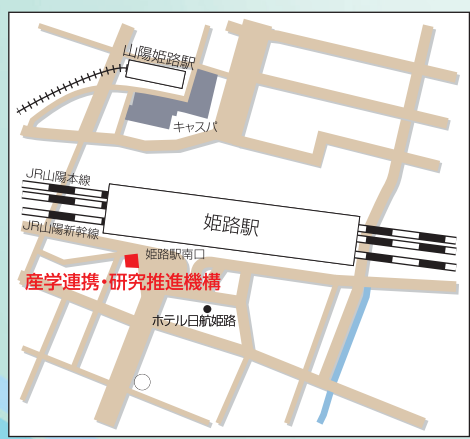 山陽姫路駅
キャスパ
JR山陽本線
姫路駅
JR山陽新幹線
姫路駅南口
産学連携・研究推進機構
ホテル日航姫路